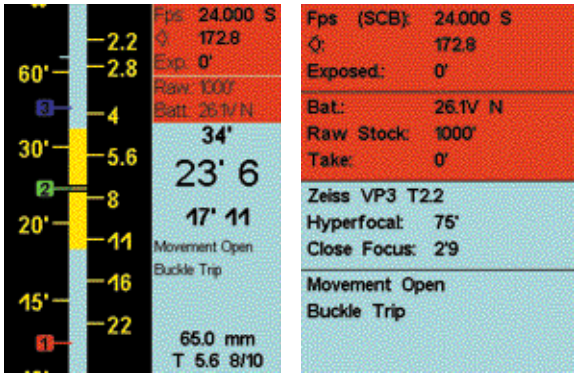 60'
30'
20'
15'
3
2
1
2.2
2.8
4
5.6
8
11
16
22
Fps 24.000 S
172.8
Exp. 0'
Raw: 1000'
Batt: 26.1V N
34'
23' 6
17' 11
Movement Open
Buckle Trip
65.0 mm
T 5.6 8/10
Fps (SCB): 24.000 S
172.8
Exposed.: 0'
Bat.: 26.1V N
Raw Stock: 1000'
Take: 0'
Zeiss VP3 T2.2
Hyperfocal: 75'
Close Focus: 2'9
Movement Open
Buckle Trip